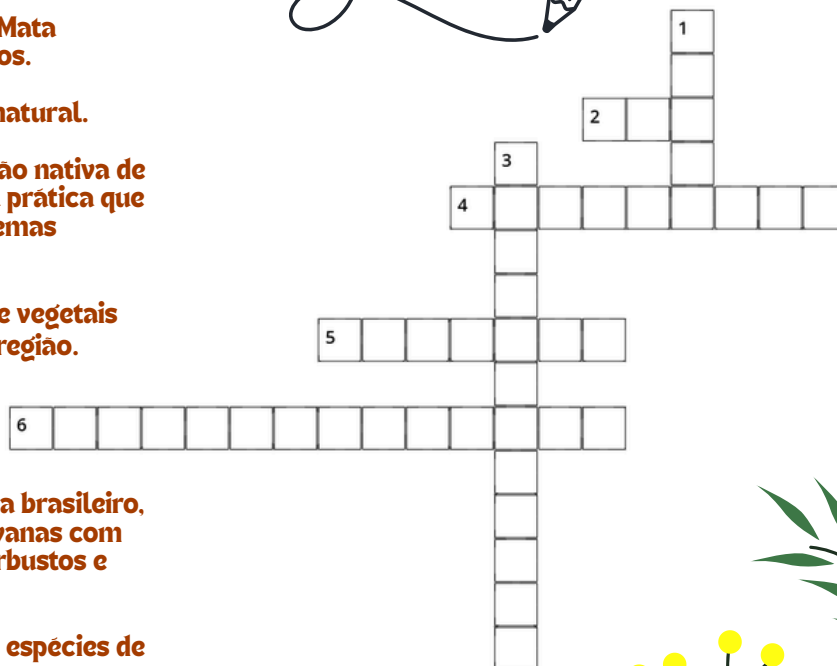 Mata
os.
natural.
ão nativa de
prática que
emas
e vegetais
região.
a brasileiro,
vanas com
rbustos e
espécies de
1
2
3
4
5
6